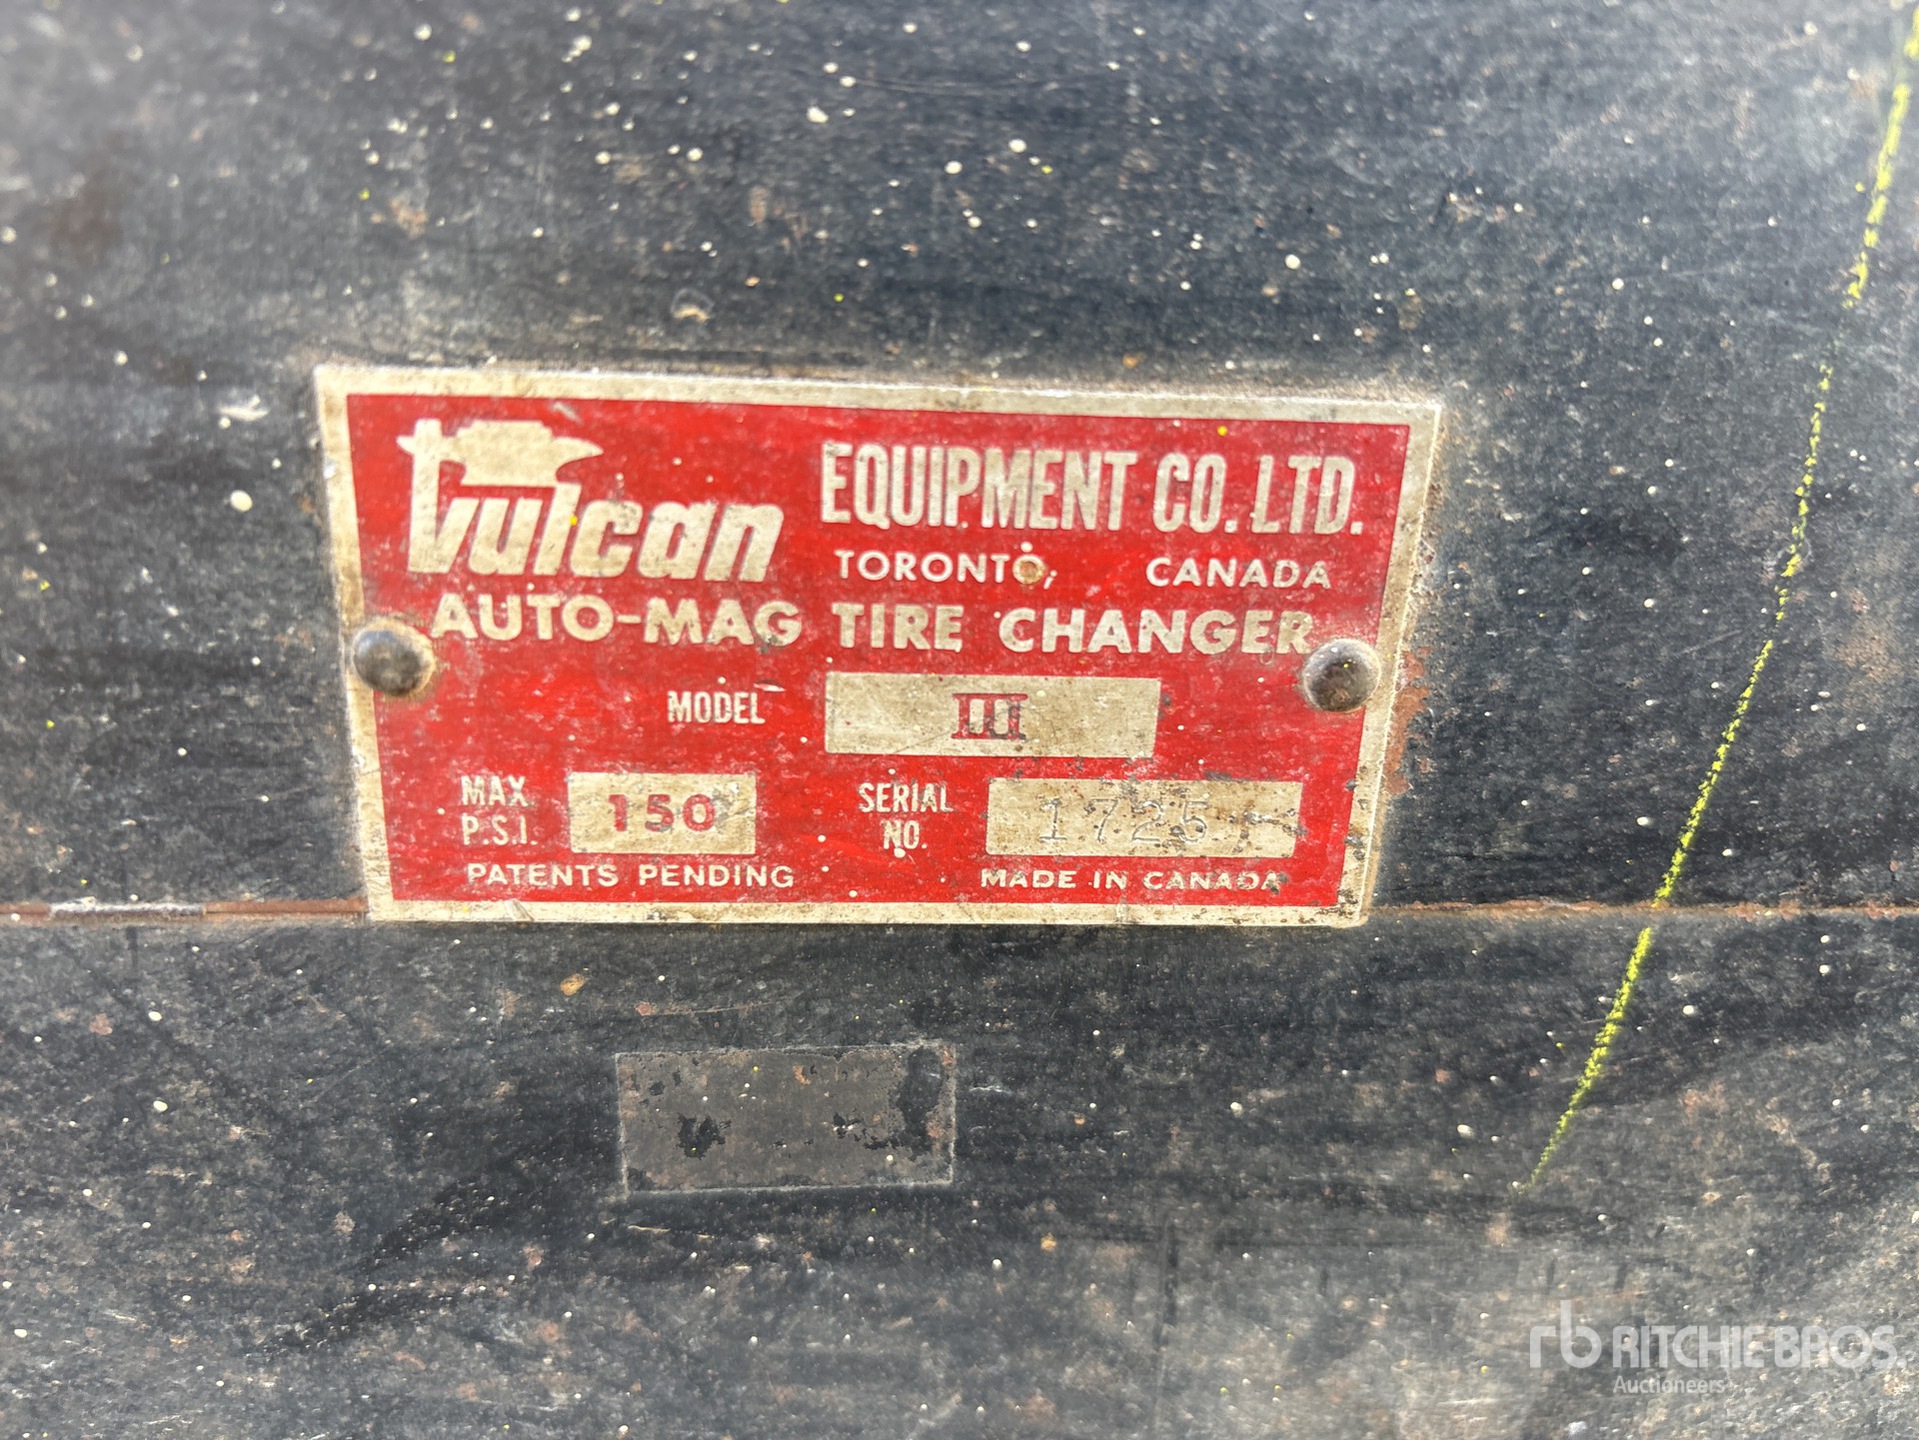 Vulcan EQUIPMENT CO. LTD.
TORONTO, CANADA
AUTO-MAG TIRE CHANGER
MODEL III
MAX. P.S.I. 150 SERIAL NO. 1725
PATENTS PENDING MADE IN CANADA
rb RITCHIE BROS.
Auctioneers